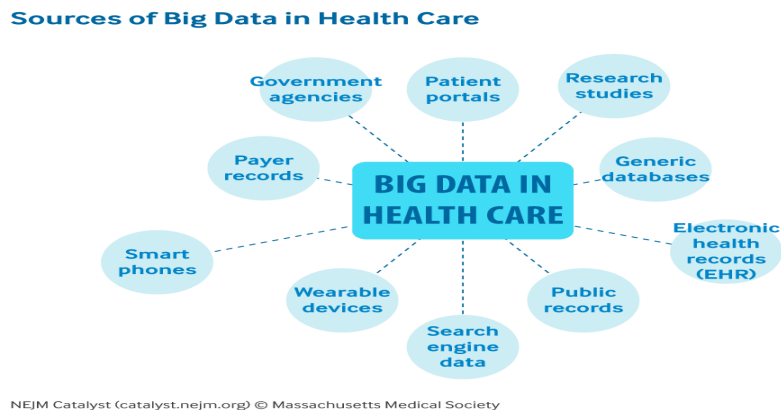 Sources of Big Data in Health Care
Government
agencies
Patient
portals
Research
studies
Payer
records
BIG DATA IN
HEALTH CARE
Generic
databases
Smart
phones
Electronic
health
records
(EHR)
Wearable
devices
Search
engine
data
Public
records
NEJM Catalyst (catalyst.nejm.org) © Massachusetts Medical Society